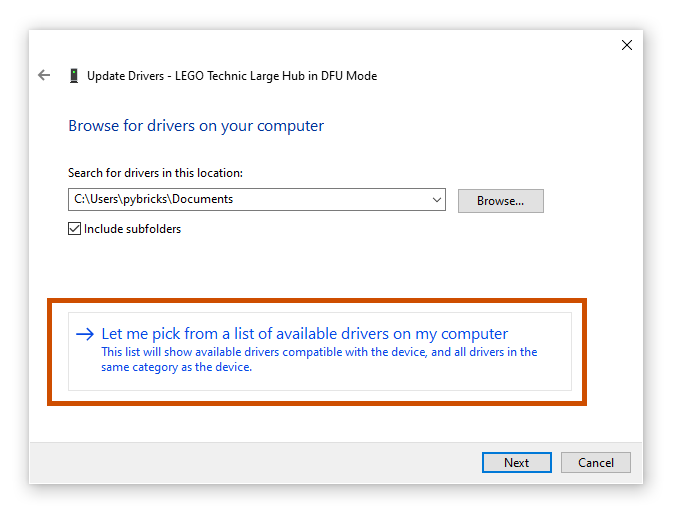 Update Drivers - LEGO Technic Large Hub in DFU Mode
Browse for drivers on your computer
Search for drivers in this location:
C:\Users\pybricks\Documents
Browse...
Include subfolders
Let me pick from a list of available drivers on my computer
This list will show available drivers compatible with the device, and all drivers in the
same category as the device.
Next
Cancel